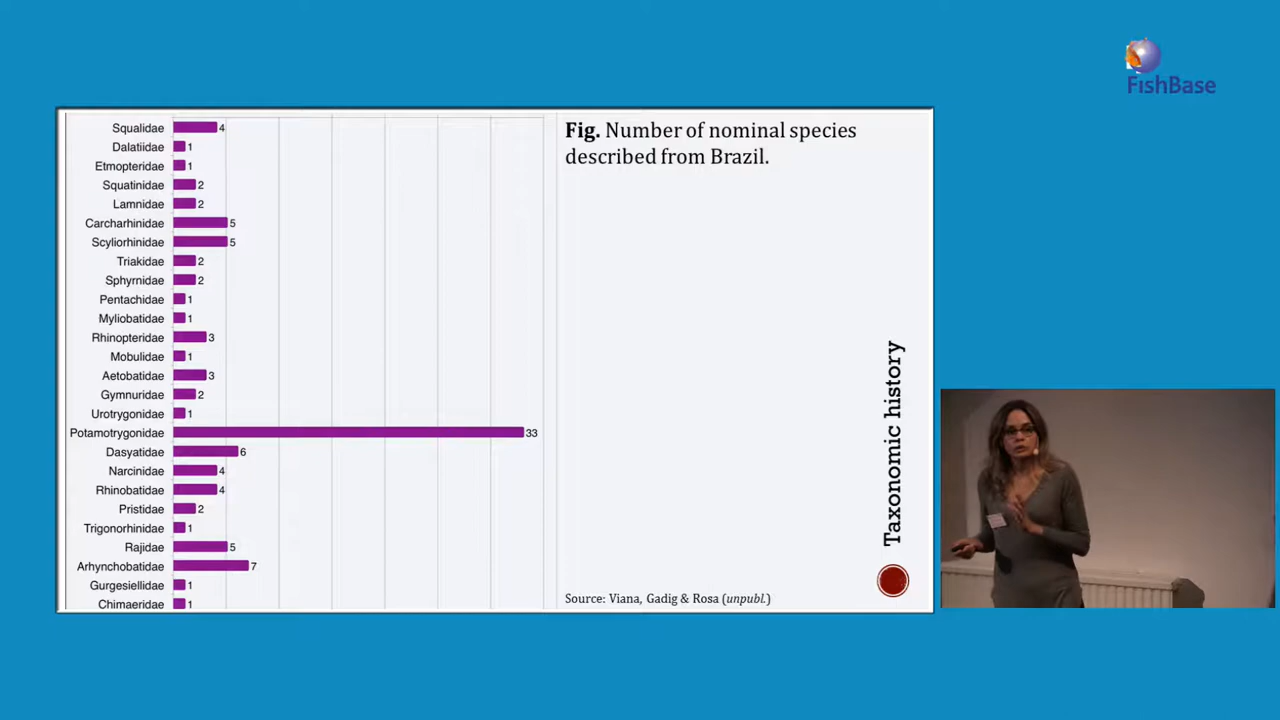 FishBase
Squalidae 4
Dalatiidae 1
Etmopteridae 1
Squatinidae 2
Lamnidae 2
Carcharhinidae 5
Scyliorhinidae 5
Triakidae 2
Sphyrnidae 2
Pentachidae 1
Myliobatidae 1
Rhinopteridae 3
Mobulidae 1
Aetobatidae 3
Gymnuridae 2
Urotrygonidae 1
Potamotrygonidae 33
Dasyatidae 6
Narcinidae 4
Rhinobatidae 4
Pristidae 2
Trigonorhinidae 1
Rajidae 5
Arhynchobatidae 7
Gurgesiellidae 1
Chimaeridae 1
Fig. Number of nominal species
described from Brazil.
Taxonomic history
Source: Viana, Gadig & Rosa (unpubl.)